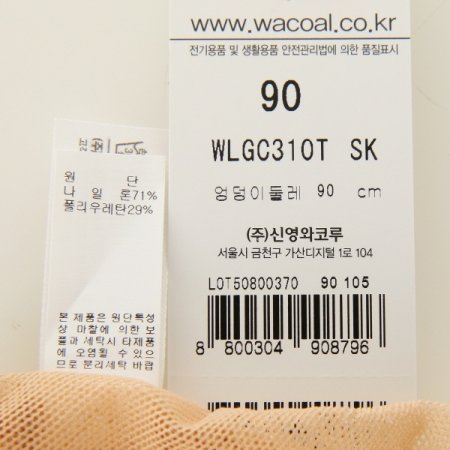 www.wacoal.co.kr
전기용품 및 생활용품 안전관리법에 의한 품질표시
90
WLGC310T SK
엉덩이둘레 90 cm
(주)신영와코루
서울시 금천구 가산디지털 1로 104
LOT50800370 90 105
8 800304 908796
원 단
나 일 론71%
폴리우레탄29%
본 제품은 원단특성
상 마찰에 의한 보
플과 세탁시 타제품
에 오염될 수 있으
므로 분리세탁 바랍